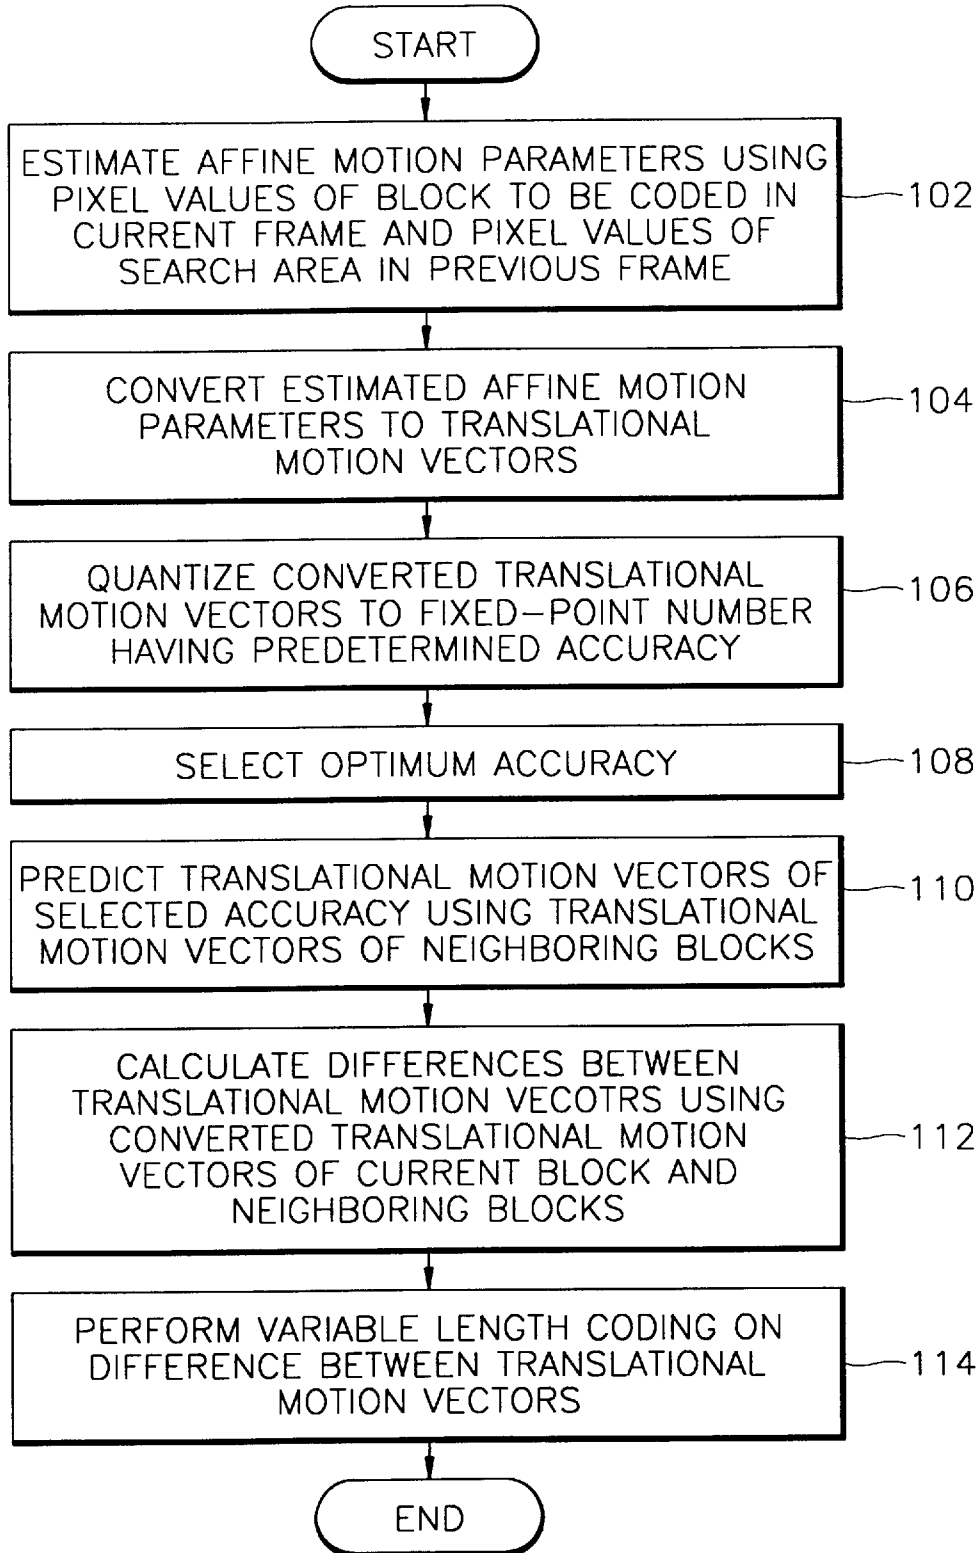 START
ESTIMATE AFFINE MOTION PARAMETERS USING
PIXEL VALUES OF BLOCK TO BE CODED IN
CURRENT FRAME AND PIXEL VALUES OF
SEARCH AREA IN PREVIOUS FRAME
102
CONVERT ESTIMATED AFFINE MOTION
PARAMETERS TO TRANSLATIONAL
MOTION VECTORS
104
QUANTIZE CONVERTED TRANSLATIONAL
MOTION VECTORS TO FIXED-POINT NUMBER
HAVING PREDETERMINED ACCURACY
106
SELECT OPTIMUM ACCURACY
108
PREDICT TRANSLATIONAL MOTION VECTORS OF
SELECTED ACCURACY USING TRANSLATIONAL
MOTION VECTORS OF NEIGHBORING BLOCKS
110
CALCULATE DIFFERENCES BETWEEN
TRANSLATIONAL MOTION VECOTRS USING
CONVERTED TRANSLATIONAL MOTION
VECTORS OF CURRENT BLOCK AND
NEIGHBORING BLOCKS
112
PERFORM VARIABLE LENGTH CODING ON
DIFFERENCE BETWEEN TRANSLATIONAL
MOTION VECTORS
114
END